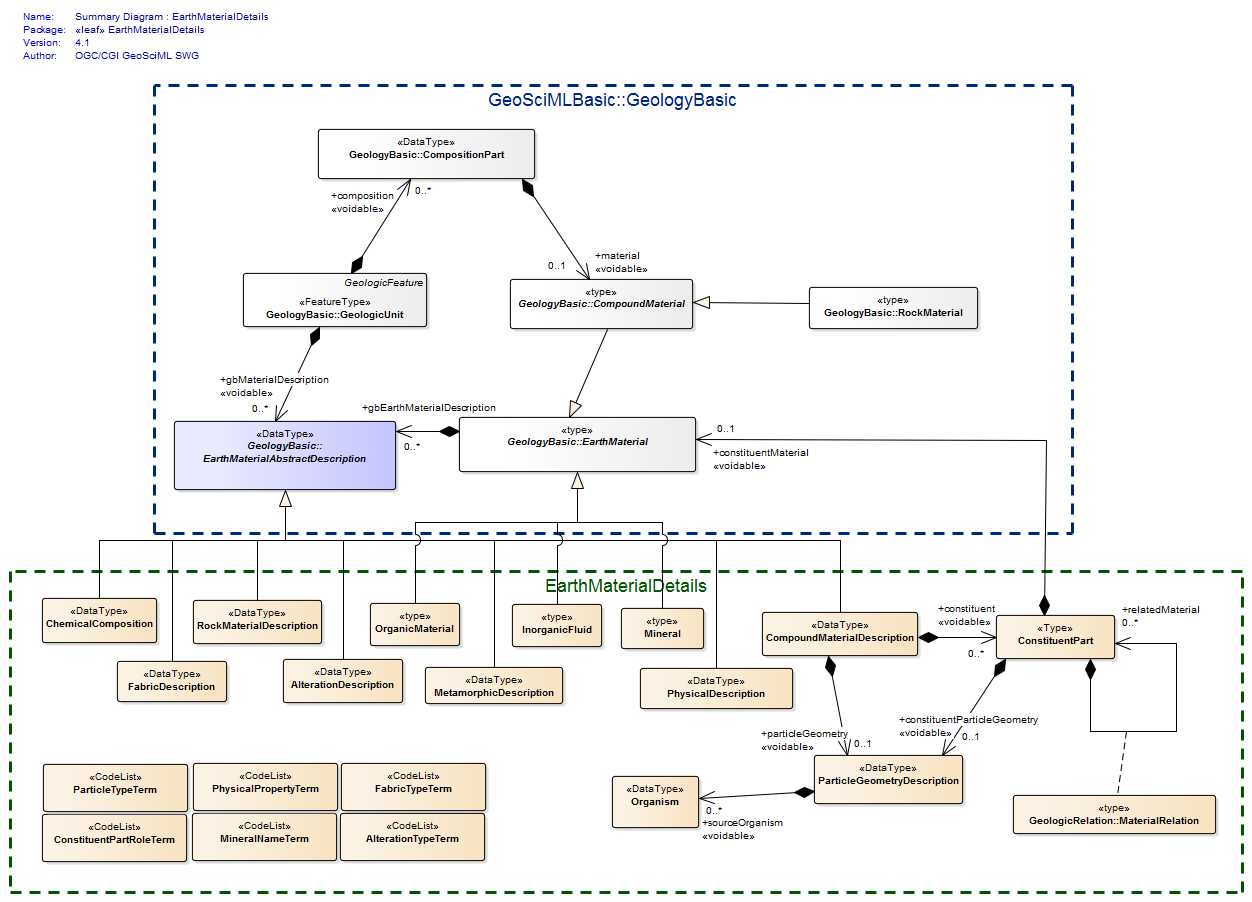 Name: Summary Diagram : EarthMaterialDetails
Package: «leaf» EarthMaterialDetails
Version: 4.1
Author: OGC/CGI GeoSciML SWG
GeoSciMLBasic::GeologyBasic
«DataType»
GeologyBasic::CompositionPart
+composition
«voidable»
0..*
+material
«voidable»
0..1
GeologicFeature
«FeatureType»
GeologyBasic::GeologicUnit
«type»
GeologyBasic::CompoundMaterial
«type»
GeologyBasic::RockMaterial
+gbMaterialDescription
«voidable»
0..*
+gbEarthMaterialDescription
0..*
«DataType»
GeologyBasic::
EarthMaterialAbstractDescription
«type»
GeologyBasic::EarthMaterial
0..1
+constituentMaterial
«voidable»
EarthMaterialDetails
«DataType»
ChemicalComposition
«DataType»
RockMaterialDescription
«type»
OrganicMaterial
«type»
InorganicFluid
«type»
Mineral
«DataType»
CompoundMaterialDescription
+constituent
«voidable»
0..*
«Type»
ConstituentPart
+relatedMaterial
0..*
«DataType»
FabricDescription
«DataType»
AlterationDescription
«DataType»
MetamorphicDescription
«DataType»
PhysicalDescription
+particleGeometry
«voidable»
0..1
+constituentParticleGeometry
«voidable»
0..1
«DataType»
ParticleGeometryDescription
«DataType»
Organism
0..*
+sourceOrganism
«voidable»
«type»
GeologicRelation::MaterialRelation
«CodeList»
ParticleTypeTerm
«CodeList»
PhysicalPropertyTerm
«CodeList»
FabricTypeTerm
«CodeList»
ConstituentPartRoleTerm
«CodeList»
MineralNameTerm
«CodeList»
AlterationTypeTerm